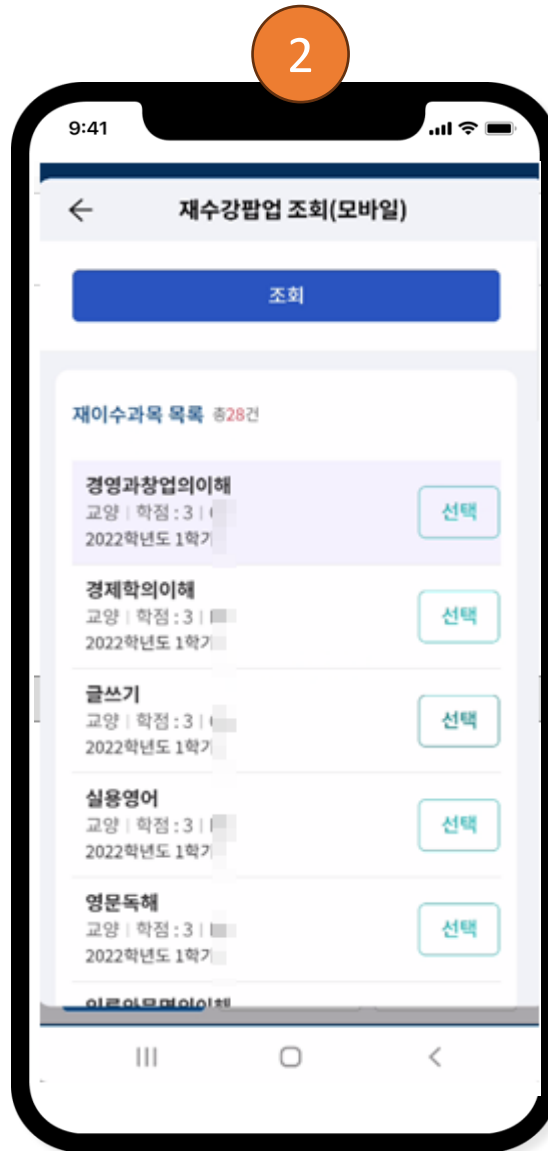 2
9:41
재수강팝업 조회(모바일)
조회
재이수과목 목록 총28건
경영과창업의이해
교양 | 학점 : 3 |
선택
2022학년도 1학기
경제학의이해
교양 | 학점 : 3 |
선택
2022학년도 1학기
글쓰기
교양 | 학점 : 3 |
선택
2022학년도 1학기
실용영어
교양 | 학점 : 3 |
선택
2022학년도 1학기
영문독해
교양 | 학점 : 3 |
선택
2022학년도 1학기